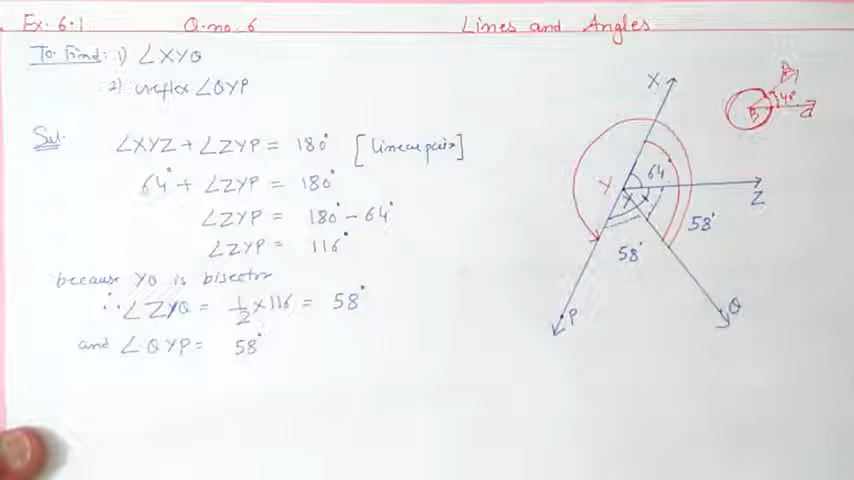 Ex. 6.1 Q.no. 6 Lines and Angles
To Find: 1) ∠XYQ
2) reflex ∠QYP
Sol.
∠XYZ + ∠ZYP = 180° [linear pair]
64° + ∠ZYP = 180°
∠ZYP = 180° - 64°
∠ZYP = 116°
because YQ is bisector
∴ ∠ZYQ = 1/2 × 116 = 58°
and ∠QYP = 58°
X
A
40°
B
C
64°
Y
Z
58°
58°
P
Q